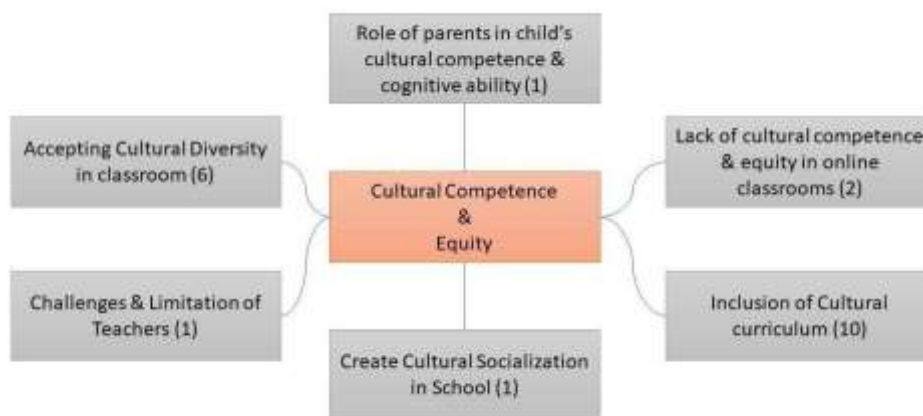 Role of parents in child's
cultural competence &
cognitive ability (1)
Accepting Cultural Diversity
in classroom (6)
Lack of cultural competence
& equity in online
classrooms (2)
Cultural Competence
&
Equity
Challenges & Limitation of
Teachers (1)
Inclusion of Cultural
curriculum (10)
Create Cultural Socialization
in School (1)